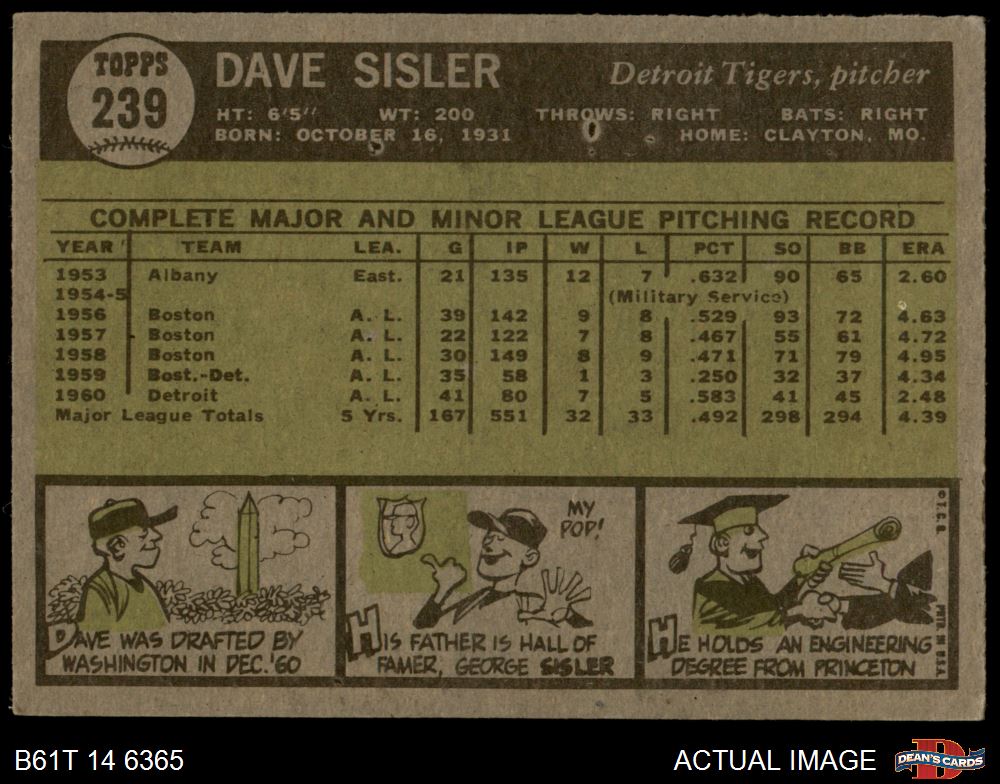 TOPPS
239
DAVE SISLER
Detroit Tigers, pitcher
HT: 6'5" WT: 200 THROWS: RIGHT BATS: RIGHT
BORN: OCTOBER 16, 1931 HOME: CLAYTON, MO.
COMPLETE MAJOR AND MINOR LEAGUE PITCHING RECORD
YEAR TEAM LEA. G IP W L PCT SO BB ERA
1953 Albany East. 21 135 12 7 .632 90 65 2.60
1954-5 (Military Service)
1956 Boston A. L. 39 142 9 8 .529 93 72 4.63
1957 Boston A. L. 22 122 7 8 .467 55 61 4.72
1958 Boston A. L. 30 149 8 9 .471 71 79 4.95
1959 Bost.-Det. A. L. 35 58 1 3 .250 32 37 4.34
1960 Detroit A. L. 41 80 7 5 .583 41 45 2.48
Major League Totals 5 Yrs. 167 551 32 33 .492 298 294 4.39
DAVE WAS DRAFTED BY
WASHINGTON IN DEC. '60
MY
POP!
HIS FATHER IS HALL OF
FAMER, GEORGE SISLER
HE HOLDS AN ENGINEERING
DEGREE FROM PRINCETON
© T.C.G. PRTD. IN U.S.A.
B61T 14 6365
ACTUAL IMAGE
DEAN'S CARDS